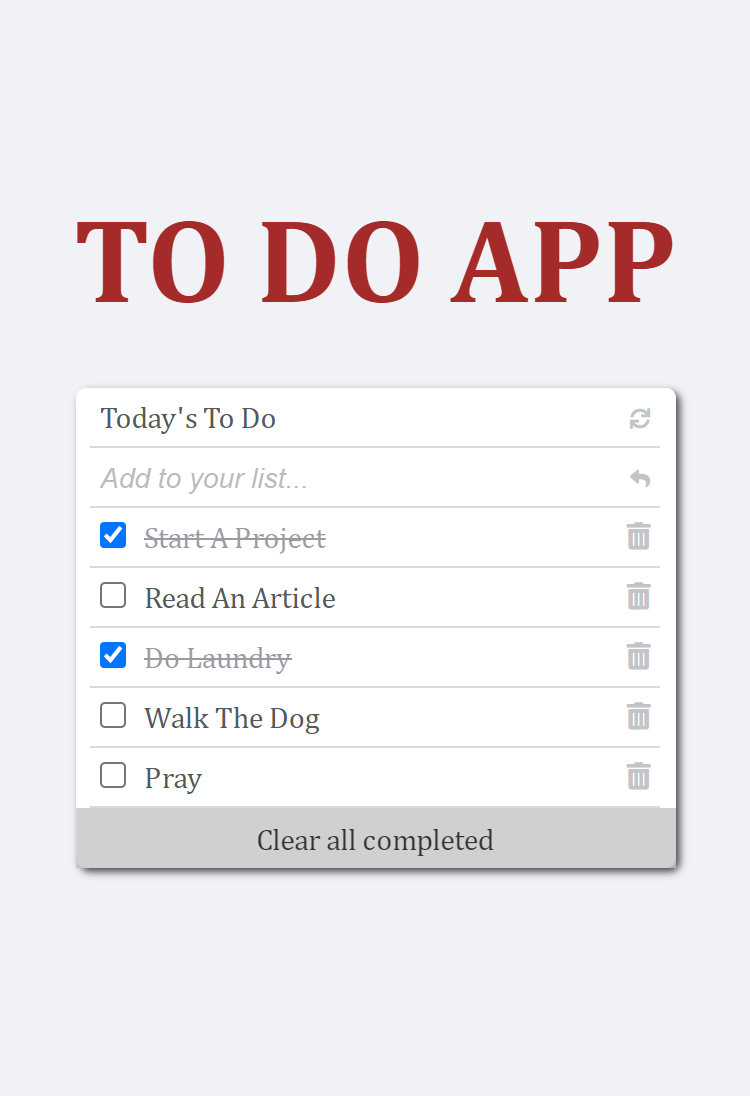 TO DO APP
Today's To Do
Add to your list...
Start A Project
Read An Article
Do Laundry
Walk The Dog
Pray
Clear all completed